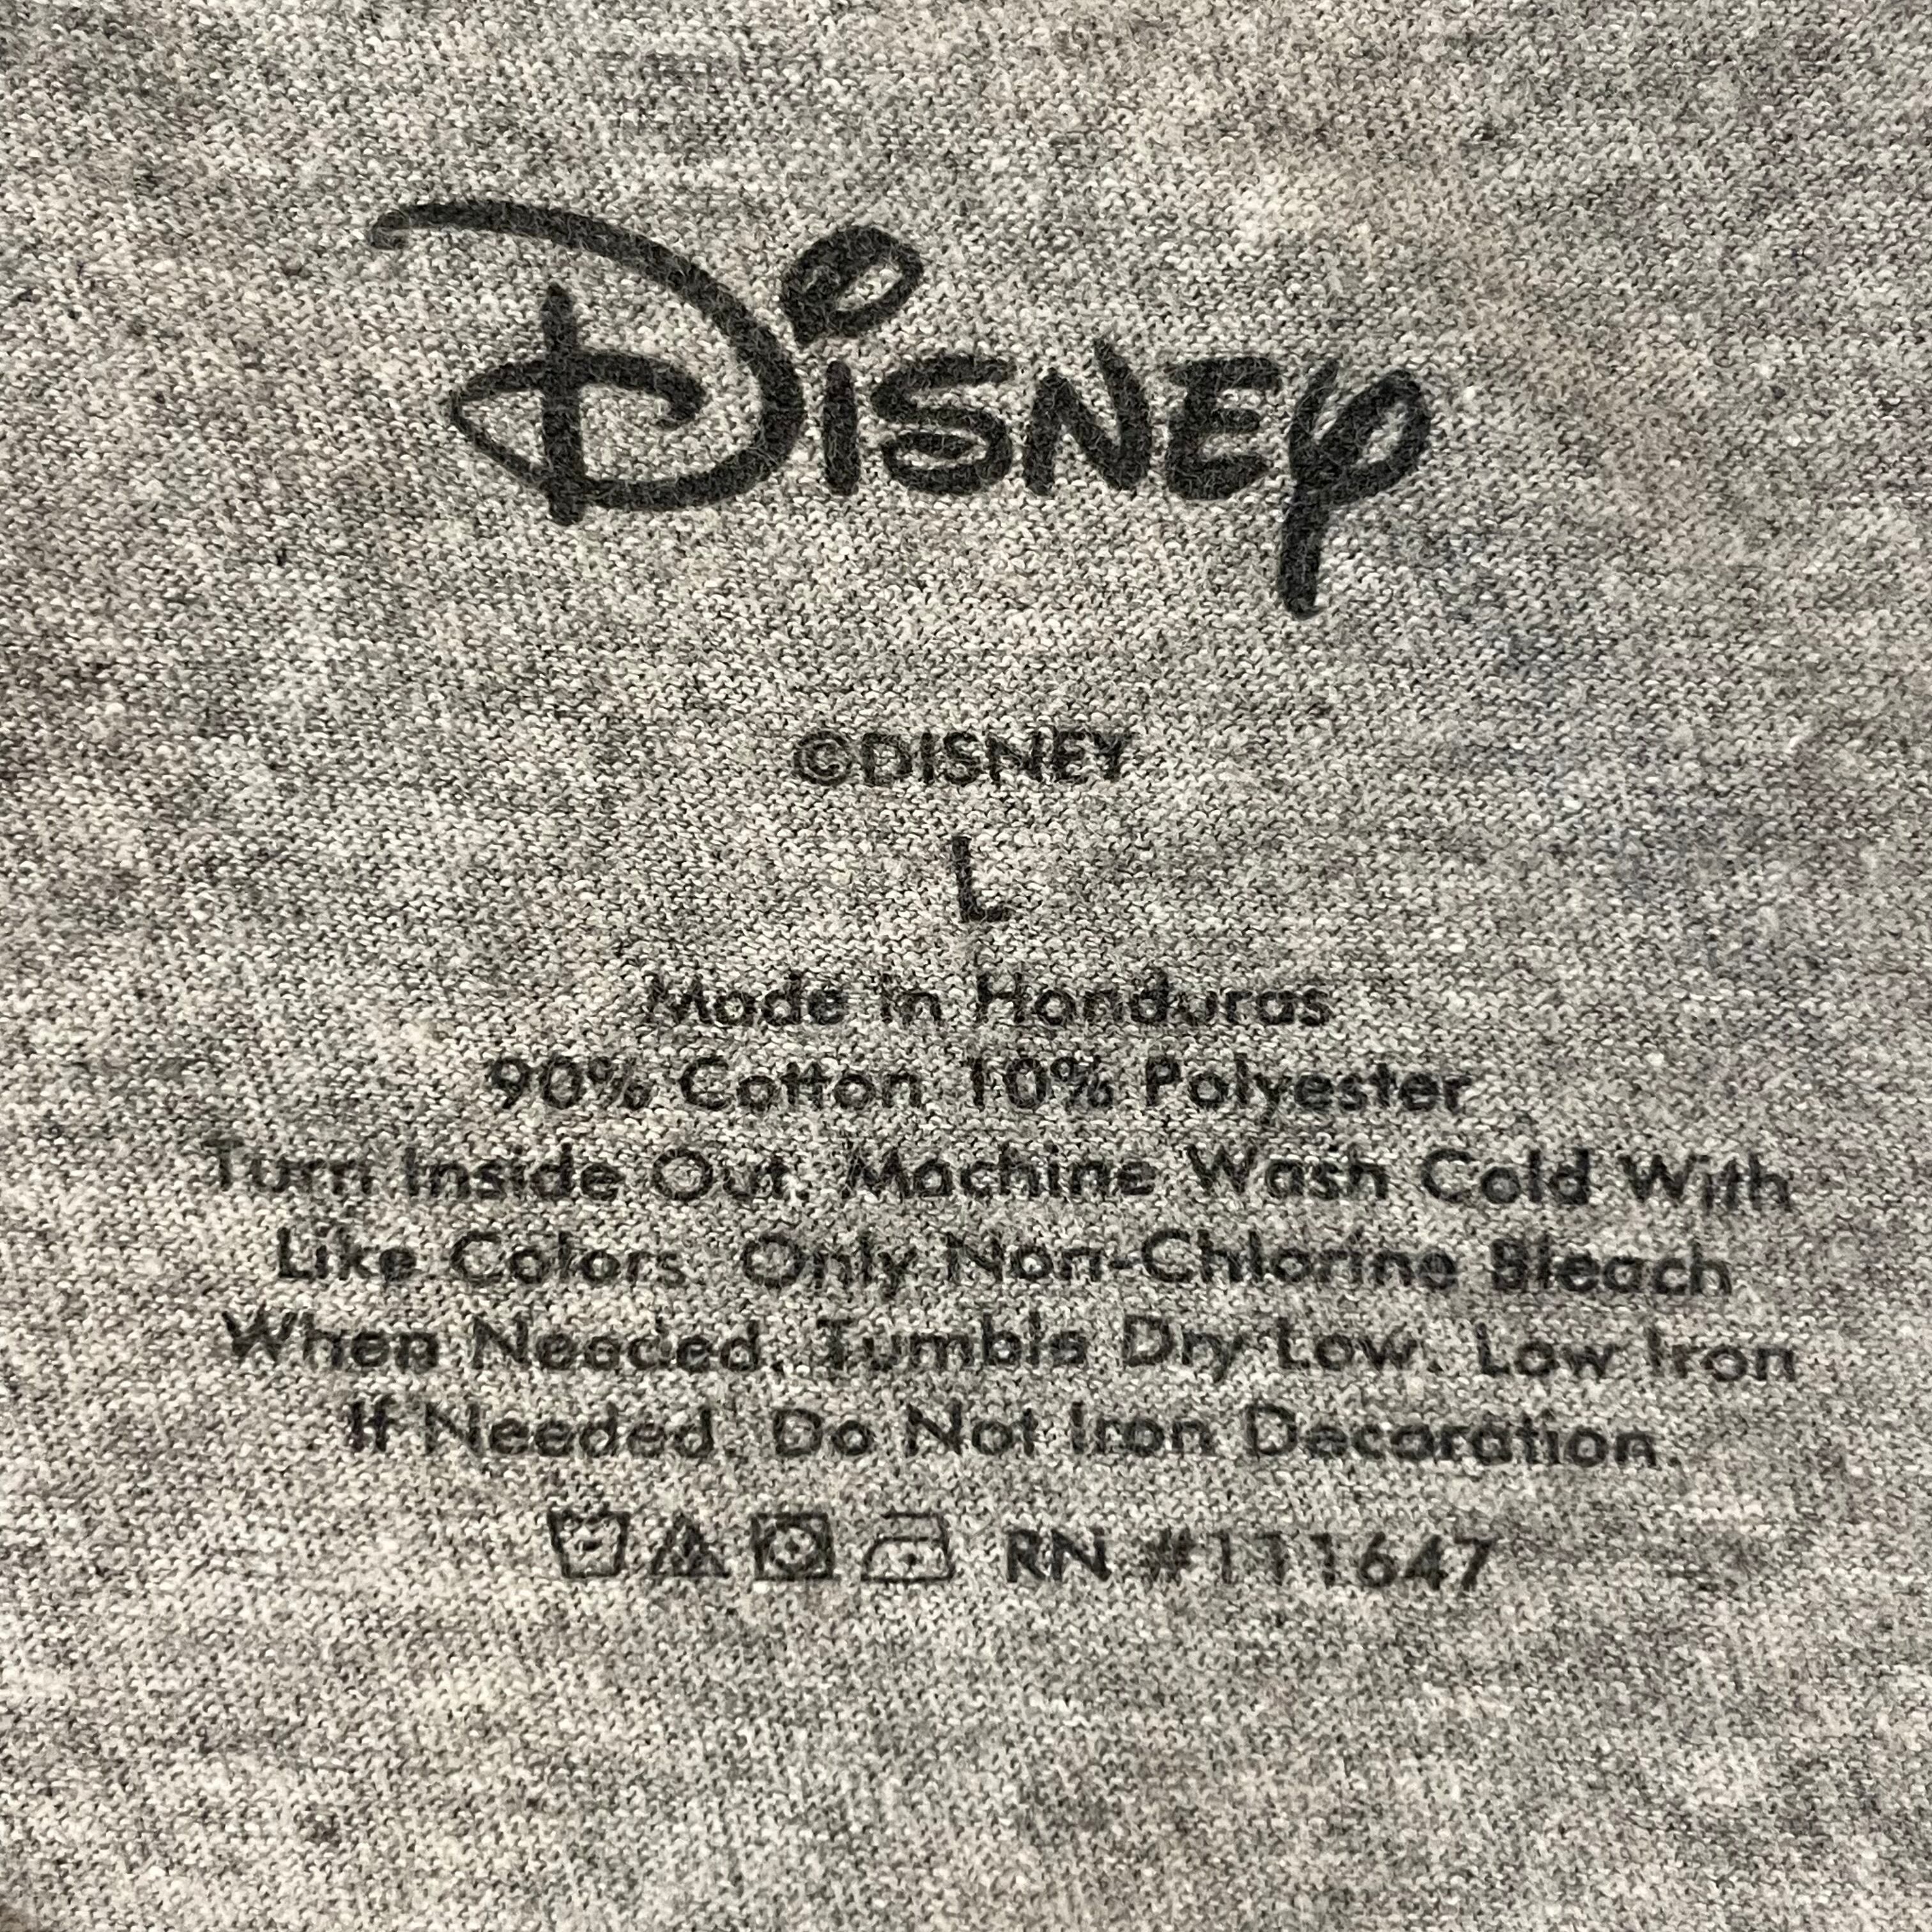 Disney
©DISNEY
L
Made in Honduras
90% Cotton 10% Polyester
Turn Inside Out. Machine Wash Cold With
Like Colors. Only Non-Chlorine Bleach
When Needed. Tumble Dry Low. Low Iron
If Needed. Do Not Iron Decoration.
RN #111647